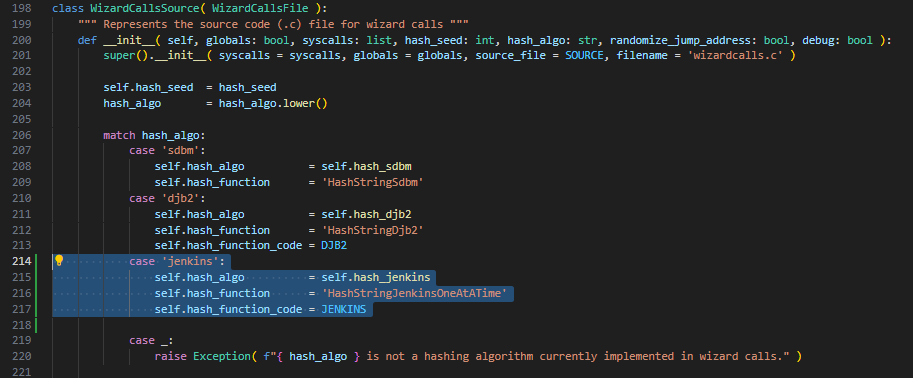 198 class WizardCallsSource( WizardCallsFile ):
199 """ Represents the source code (.c) file for wizard calls """
200 def __init__( self, globals: bool, syscalls: list, hash_seed: int, hash_algo: str, randomize_jump_address: bool, debug: bool ):
201 super().__init__( syscalls = syscalls, globals = globals, source_file = SOURCE, filename = 'wizardcalls.c' )
202
203 self.hash_seed = hash_seed
204 hash_algo = hash_algo.lower()
205
206 match hash_algo:
207 case 'sdbm':
208 self.hash_algo = self.hash_sdbm
209 self.hash_function = 'HashStringSdbm'
210 case 'djb2':
211 self.hash_algo = self.hash_djb2
212 self.hash_function = 'HashStringDjb2'
213 self.hash_function_code = DJB2
214 case 'jenkins':
215 self.hash_algo = self.hash_jenkins
216 self.hash_function = 'HashStringJenkinsOneAtATime'
217 self.hash_function_code = JENKINS
218
219 case _:
220 raise Exception( f"{ hash_algo } is not a hashing algorithm currently implemented in wizard calls." )
221